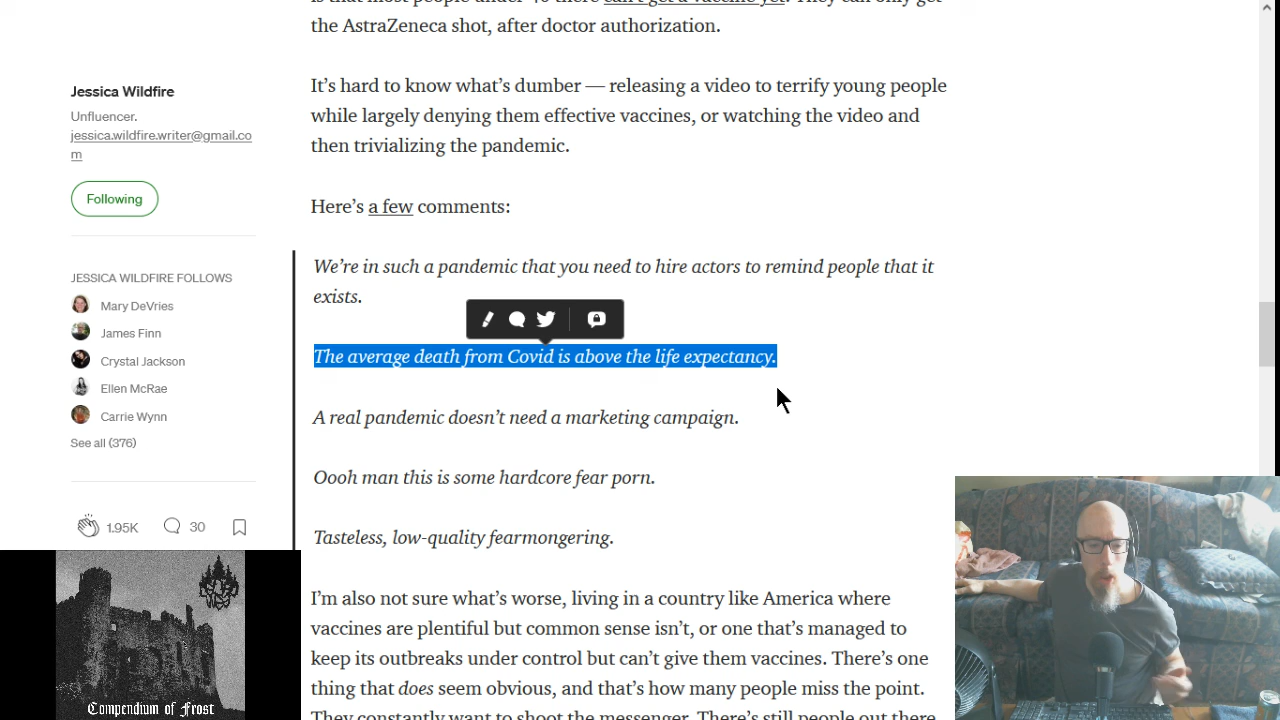 is that most people under 40 there can't get a vaccine yet. They can only get
the AstraZeneca shot, after doctor authorization.
Jessica Wildfire
Unfluencer.
jessica.wildfire.writer@gmail.co
m
Following
JESSICA WILDFIRE FOLLOWS
Mary DeVries
James Finn
Crystal Jackson
Ellen McRae
Carrie Wynn
See all (376)
1.95K
30
It's hard to know what's dumber — releasing a video to terrify young people
while largely denying them effective vaccines, or watching the video and
then trivializing the pandemic.
Here's a few comments:
We're in such a pandemic that you need to hire actors to remind people that it
exists.
The average death from Covid is above the life expectancy.
A real pandemic doesn't need a marketing campaign.
Oooh man this is some hardcore fear porn.
Tasteless, low-quality fearmongering.
I'm also not sure what's worse, living in a country like America where
vaccines are plentiful but common sense isn't, or one that's managed to
keep its outbreaks under control but can't give them vaccines. There's one
thing that does seem obvious, and that's how many people miss the point.
They constantly want to shoot the messenger. There's still people out there
Compendium of Frost